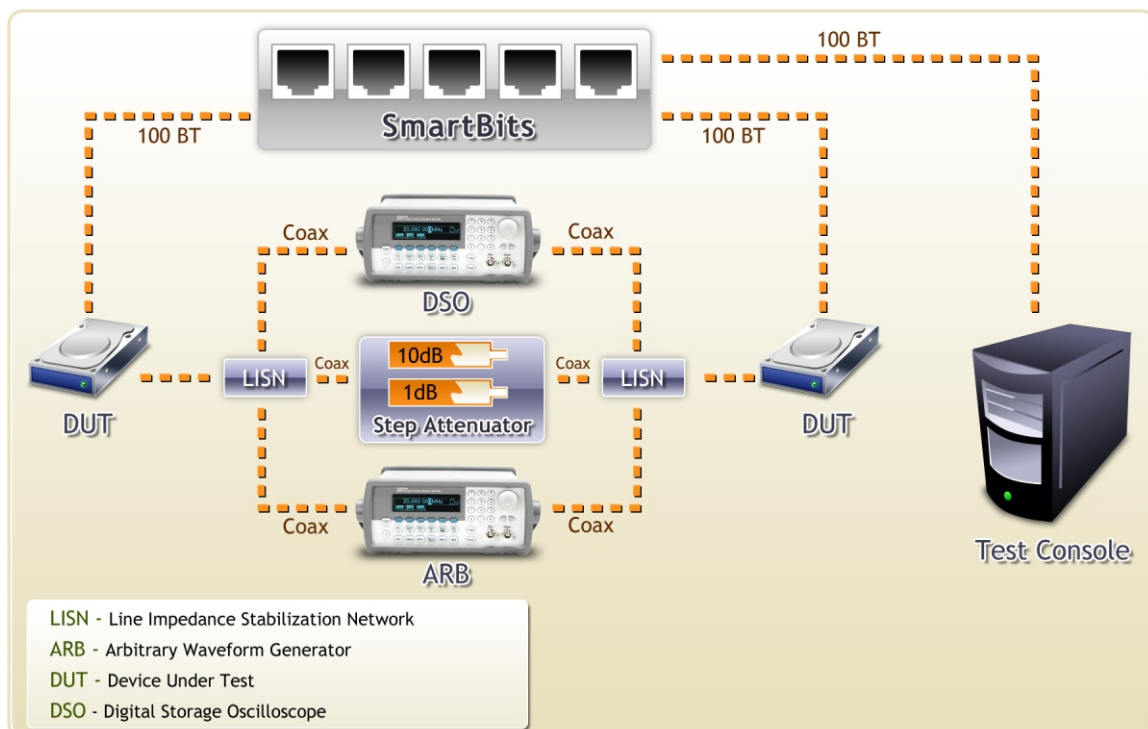 100 BT
SmartBits
100 BT
100 BT
Coax
Coax
DSO
LISN
Coax
10dB
1dB
Step Attenuator
Coax
LISN
DUT
DUT
Coax
Coax
ARB
Test Console
LISN - Line Impedance Stabilization Network
ARB - Arbitrary Waveform Generator
DUT - Device Under Test
DSO - Digital Storage Oscilloscope